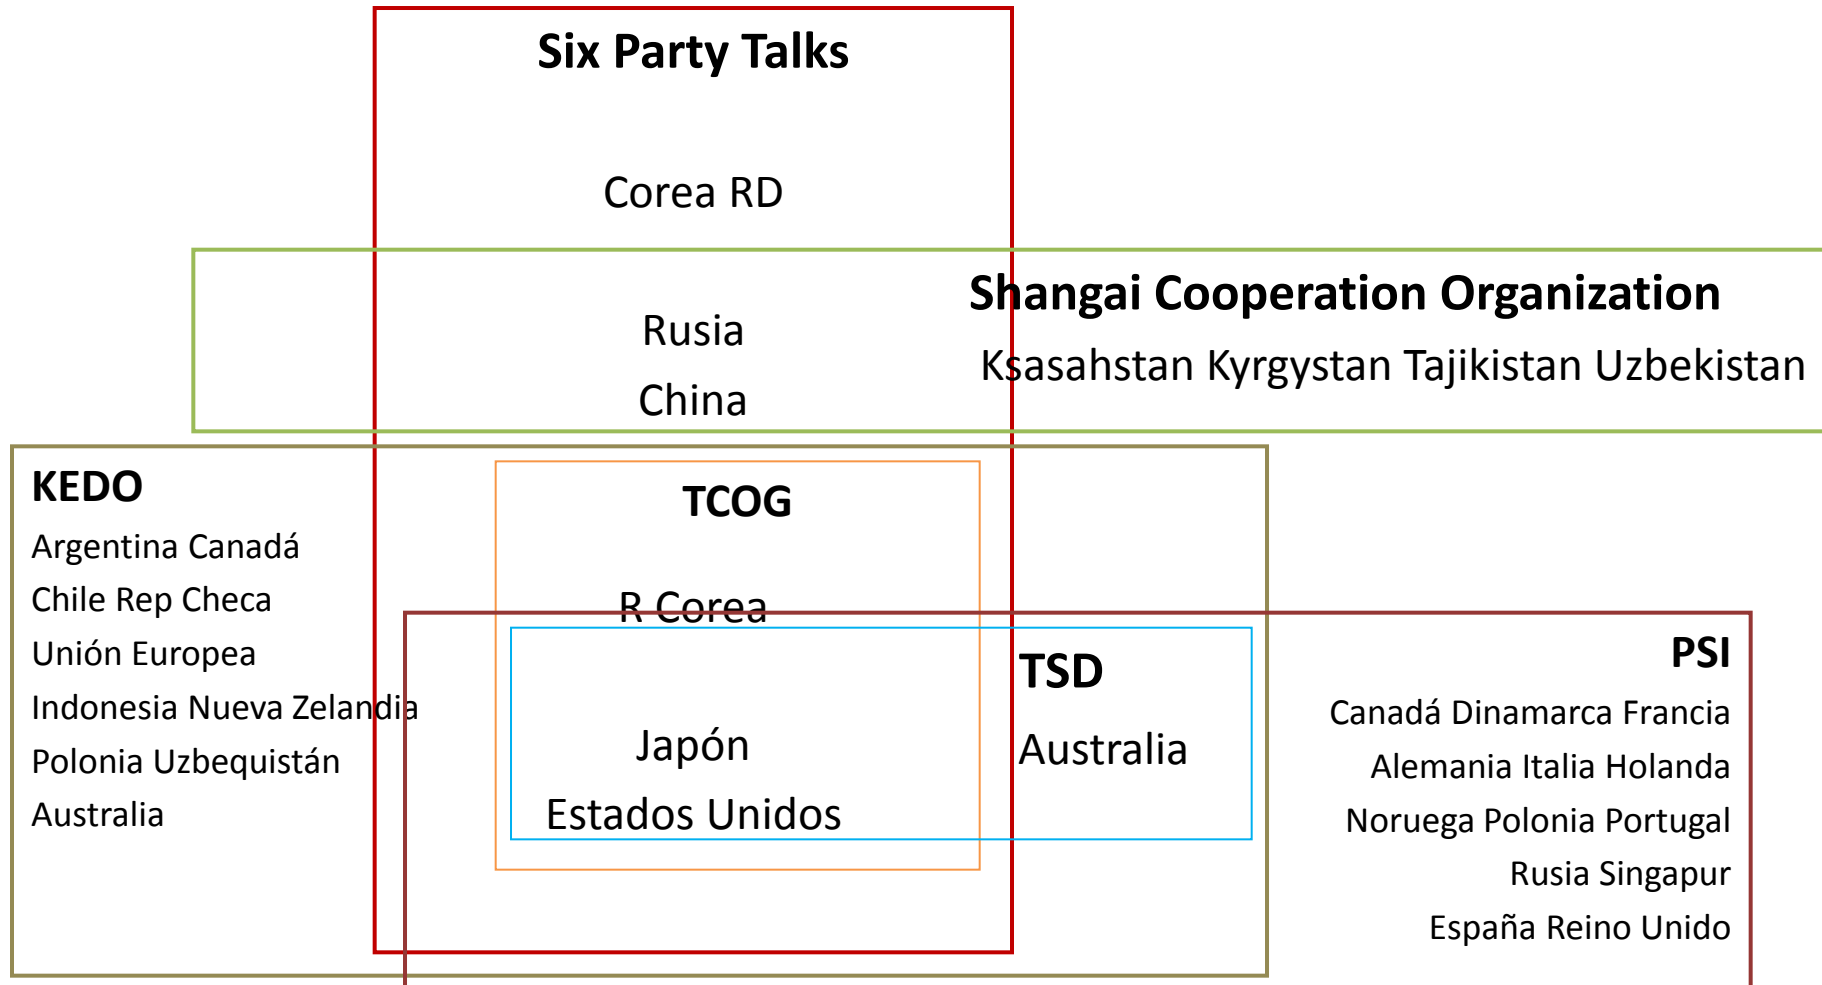 Six Party Talks
Corea RD
Shangai Cooperation Organization
Rusia
Ksasahstan Kyrgystan Tajikistan Uzbekistan
China
KEDO
Argentina Canadá
Chile Rep Checa
Unión Europea
Indonesia Nueva Zelandia
Polonia Uzbequistán
Australia
TCOG
R Corea
Japón
Estados Unidos
TSD
Australia
PSI
Canadá Dinamarca Francia
Alemania Italia Holanda
Noruega Polonia Portugal
Rusia Singapur
España Reino Unido